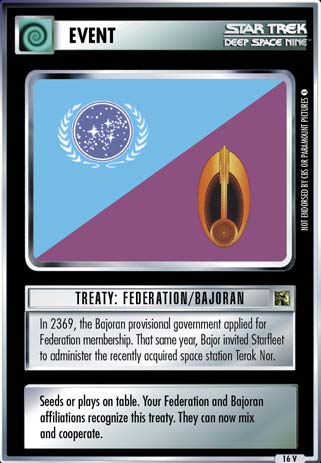 EVENT
STAR TREK
DEEP SPACE NINE
NOT ENDORSED BY CBS OR PARAMOUNT PICTURES
TREATY: FEDERATION/BAJORAN
In 2369, the Bajoran provisional government applied for
Federation membership. That same year, Bajor invited Starfleet
to administer the recently acquired space station Terok Nor.
Seeds or plays on table. Your Federation and Bajoran
affiliations recognize this treaty. They can now mix
and cooperate.
16 V